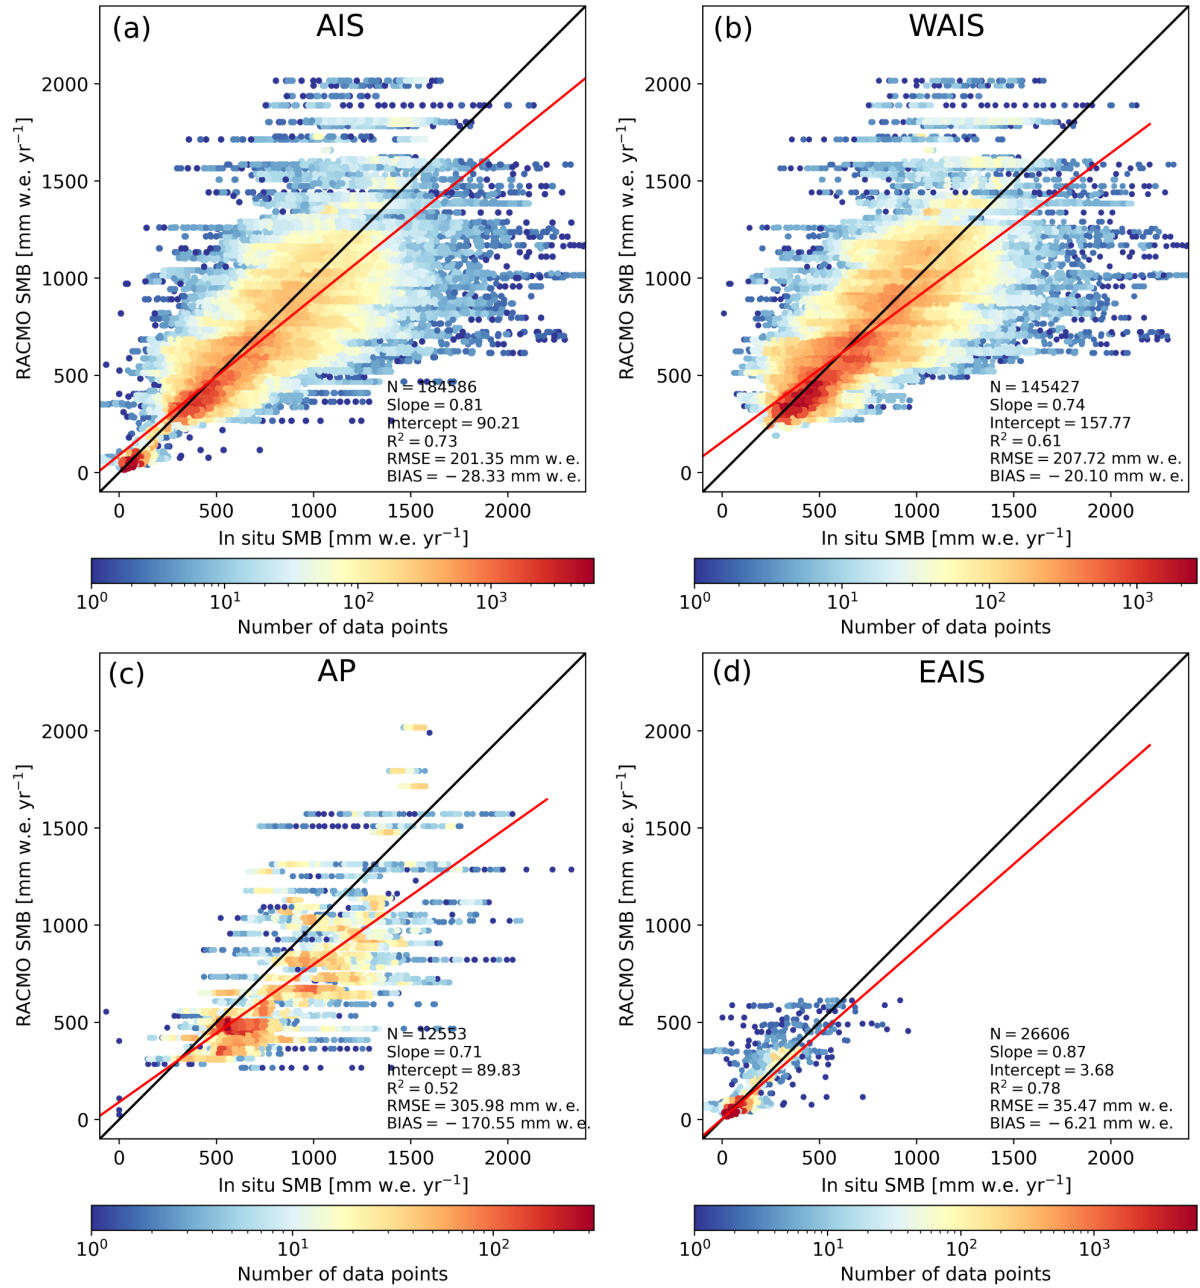 (a) AIS
2000
1500
1000
500
0
RACMO SMB [mm w.e. yr⁻¹]
N = 184586
Slope = 0.81
Intercept = 90.21
R² = 0.73
RMSE = 201.35 mm w. e.
BIAS = −28.33 mm w. e.
0 500 1000 1500 2000
In situ SMB [mm w.e. yr⁻¹]
10⁰ 10¹ 10² 10³
Number of data points
(b) WAIS
2000
1500
1000
500
0
RACMO SMB [mm w.e. yr⁻¹]
N = 145427
Slope = 0.74
Intercept = 157.77
R² = 0.61
RMSE = 207.72 mm w. e.
BIAS = −20.10 mm w. e.
0 500 1000 1500 2000
In situ SMB [mm w.e. yr⁻¹]
10⁰ 10¹ 10² 10³
Number of data points
(c) AP
2000
1500
1000
500
0
RACMO SMB [mm w.e. yr⁻¹]
N = 12553
Slope = 0.71
Intercept = 89.83
R² = 0.52
RMSE = 305.98 mm w. e.
BIAS = −170.55 mm w. e.
0 500 1000 1500 2000
In situ SMB [mm w.e. yr⁻¹]
10⁰ 10¹ 10²
Number of data points
(d) EAIS
2000
1500
1000
500
0
RACMO SMB [mm w.e. yr⁻¹]
N = 26606
Slope = 0.87
Intercept = 3.68
R² = 0.78
RMSE = 35.47 mm w. e.
BIAS = −6.21 mm w. e.
0 500 1000 1500 2000
In situ SMB [mm w.e. yr⁻¹]
10⁰ 10¹ 10² 10³
Number of data points